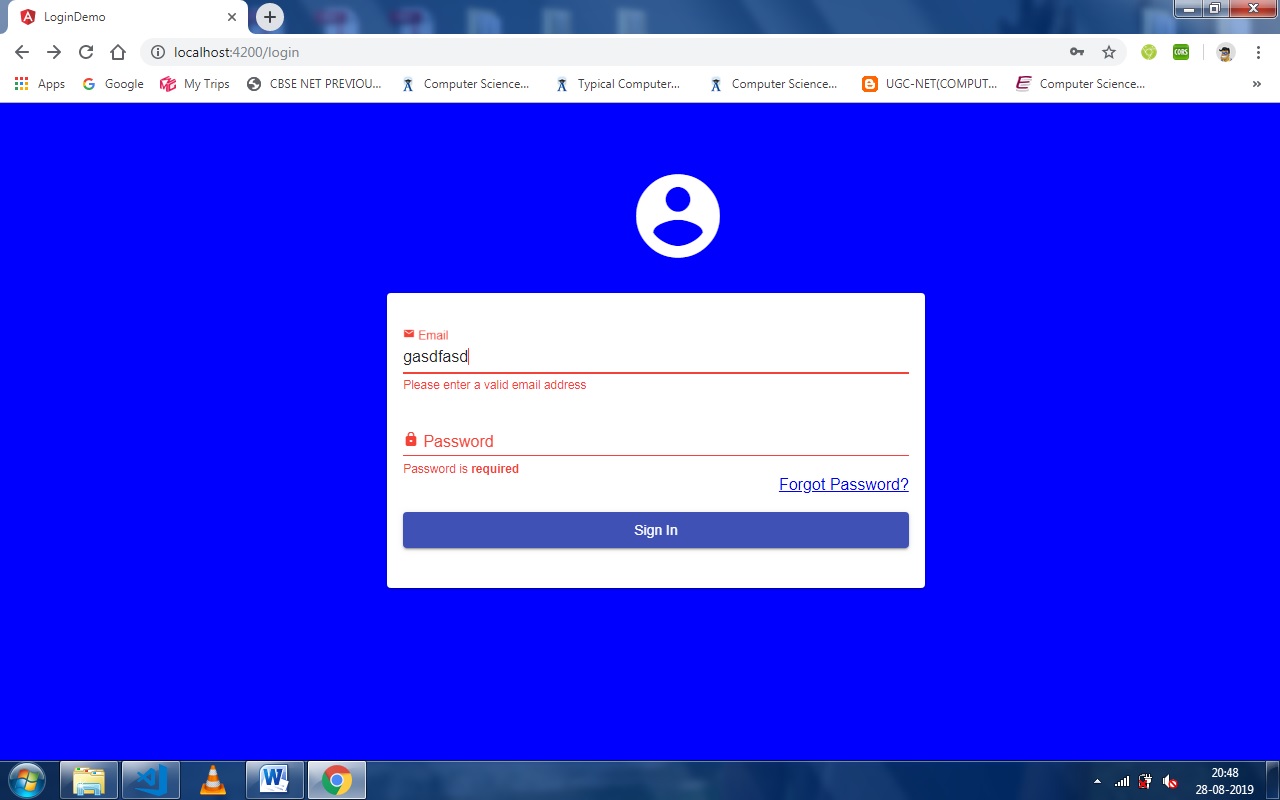 LoginDemo
localhost:4200/login
CORS
Apps Google My Trips CBSE NET PREVIOU... Computer Science... Typical Computer... Computer Science... UGC-NET(COMPUT... Computer Science... »
Email
gasdfasd
Please enter a valid email address
Password
Password is required
Forgot Password?
Sign In
20:48
28-08-2019